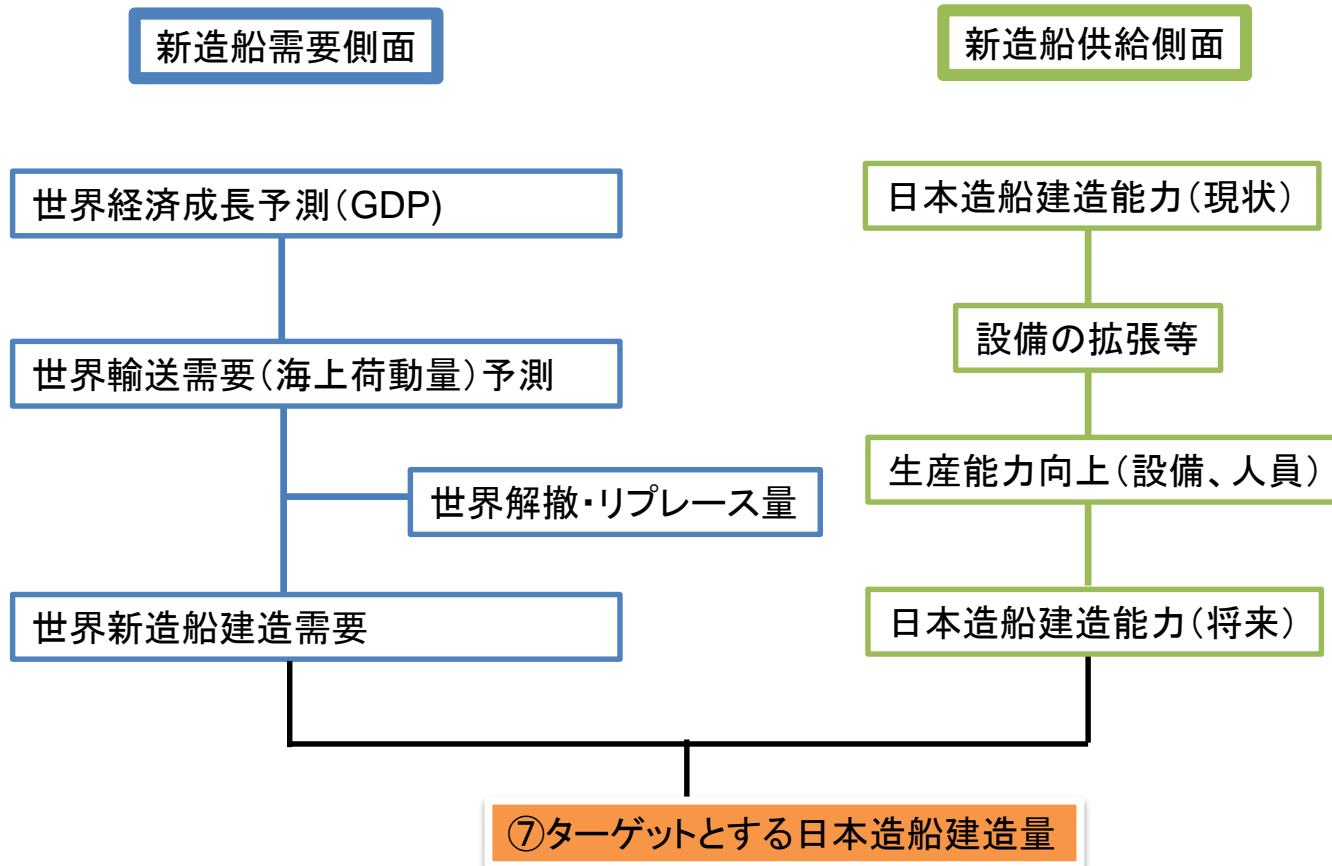 新造船需要側面
新造船供給側面
世界経済成長予測(GDP)
世界輸送需要(海上荷動量)予測
世界解撤・リプレース量
世界新造船建造需要
日本造船建造能力(現状)
設備の拡張等
生産能力向上(設備、人員)
日本造船建造能力(将来)
⑦ターゲットとする日本造船建造量